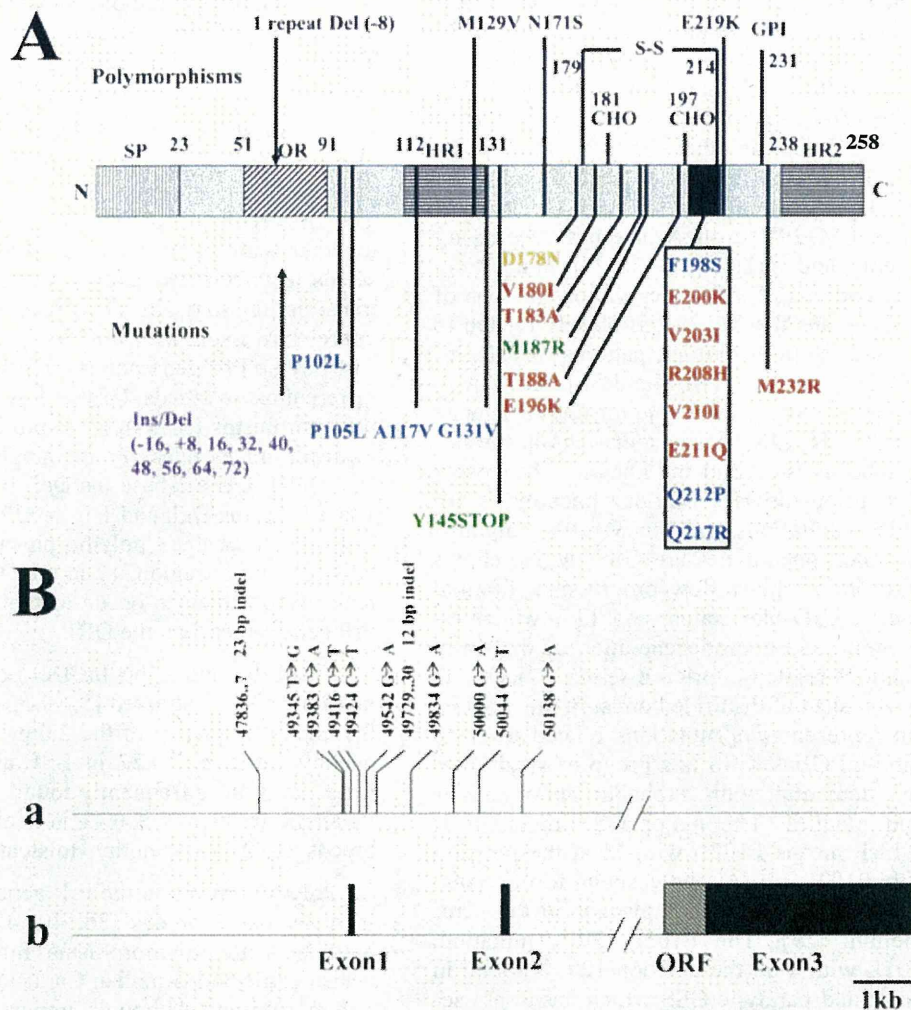 A
1 repeat Del (-8)
M129V N171S
E219K
GPI
Polymorphisms
S-S
179
214
231
181
CHO
197
CHO
SP 23 51 OR 91 112 HR1 131 238 HR2 258
N
C
Mutations
D178N
V180I
T183A
M187R
T188A
E196K
F198S
E200K
V203I
R208H
V210I
E211Q
Q212P
Q217R
M232R
P102L
P105L A117V G131V
Ins/Del
(-16, +8, 16, 32, 40,
48, 56, 64, 72)
Y145STOP
B
47836..7 23 bp indel
49345 T->G
49383 C->A
49416 C->T
49424 C->T
49542 G->A
49729..30 12 bp indel
49834 G->A
50000 G->A
50044 C->T
50138 G->A
a
b
Exon1
Exon2
ORF
Exon3
1kb